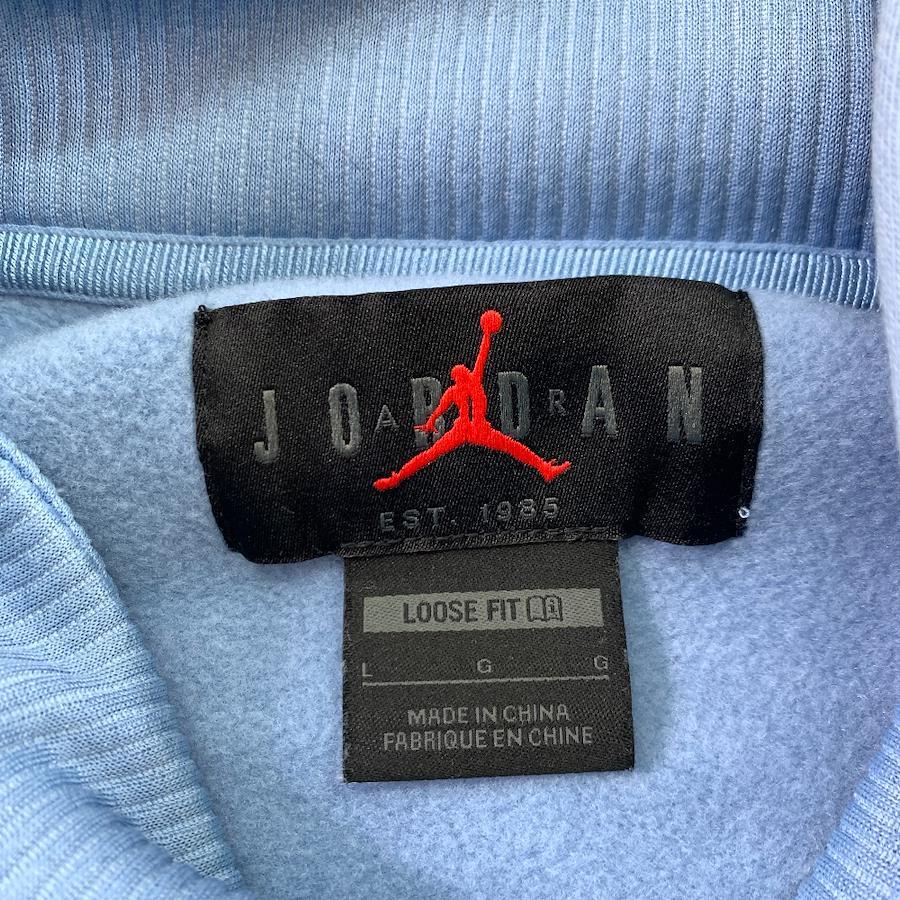 JORDAN
AIR
EST. 1985
LOOSE FIT
L G G
MADE IN CHINA
FABRIQUE EN CHINE